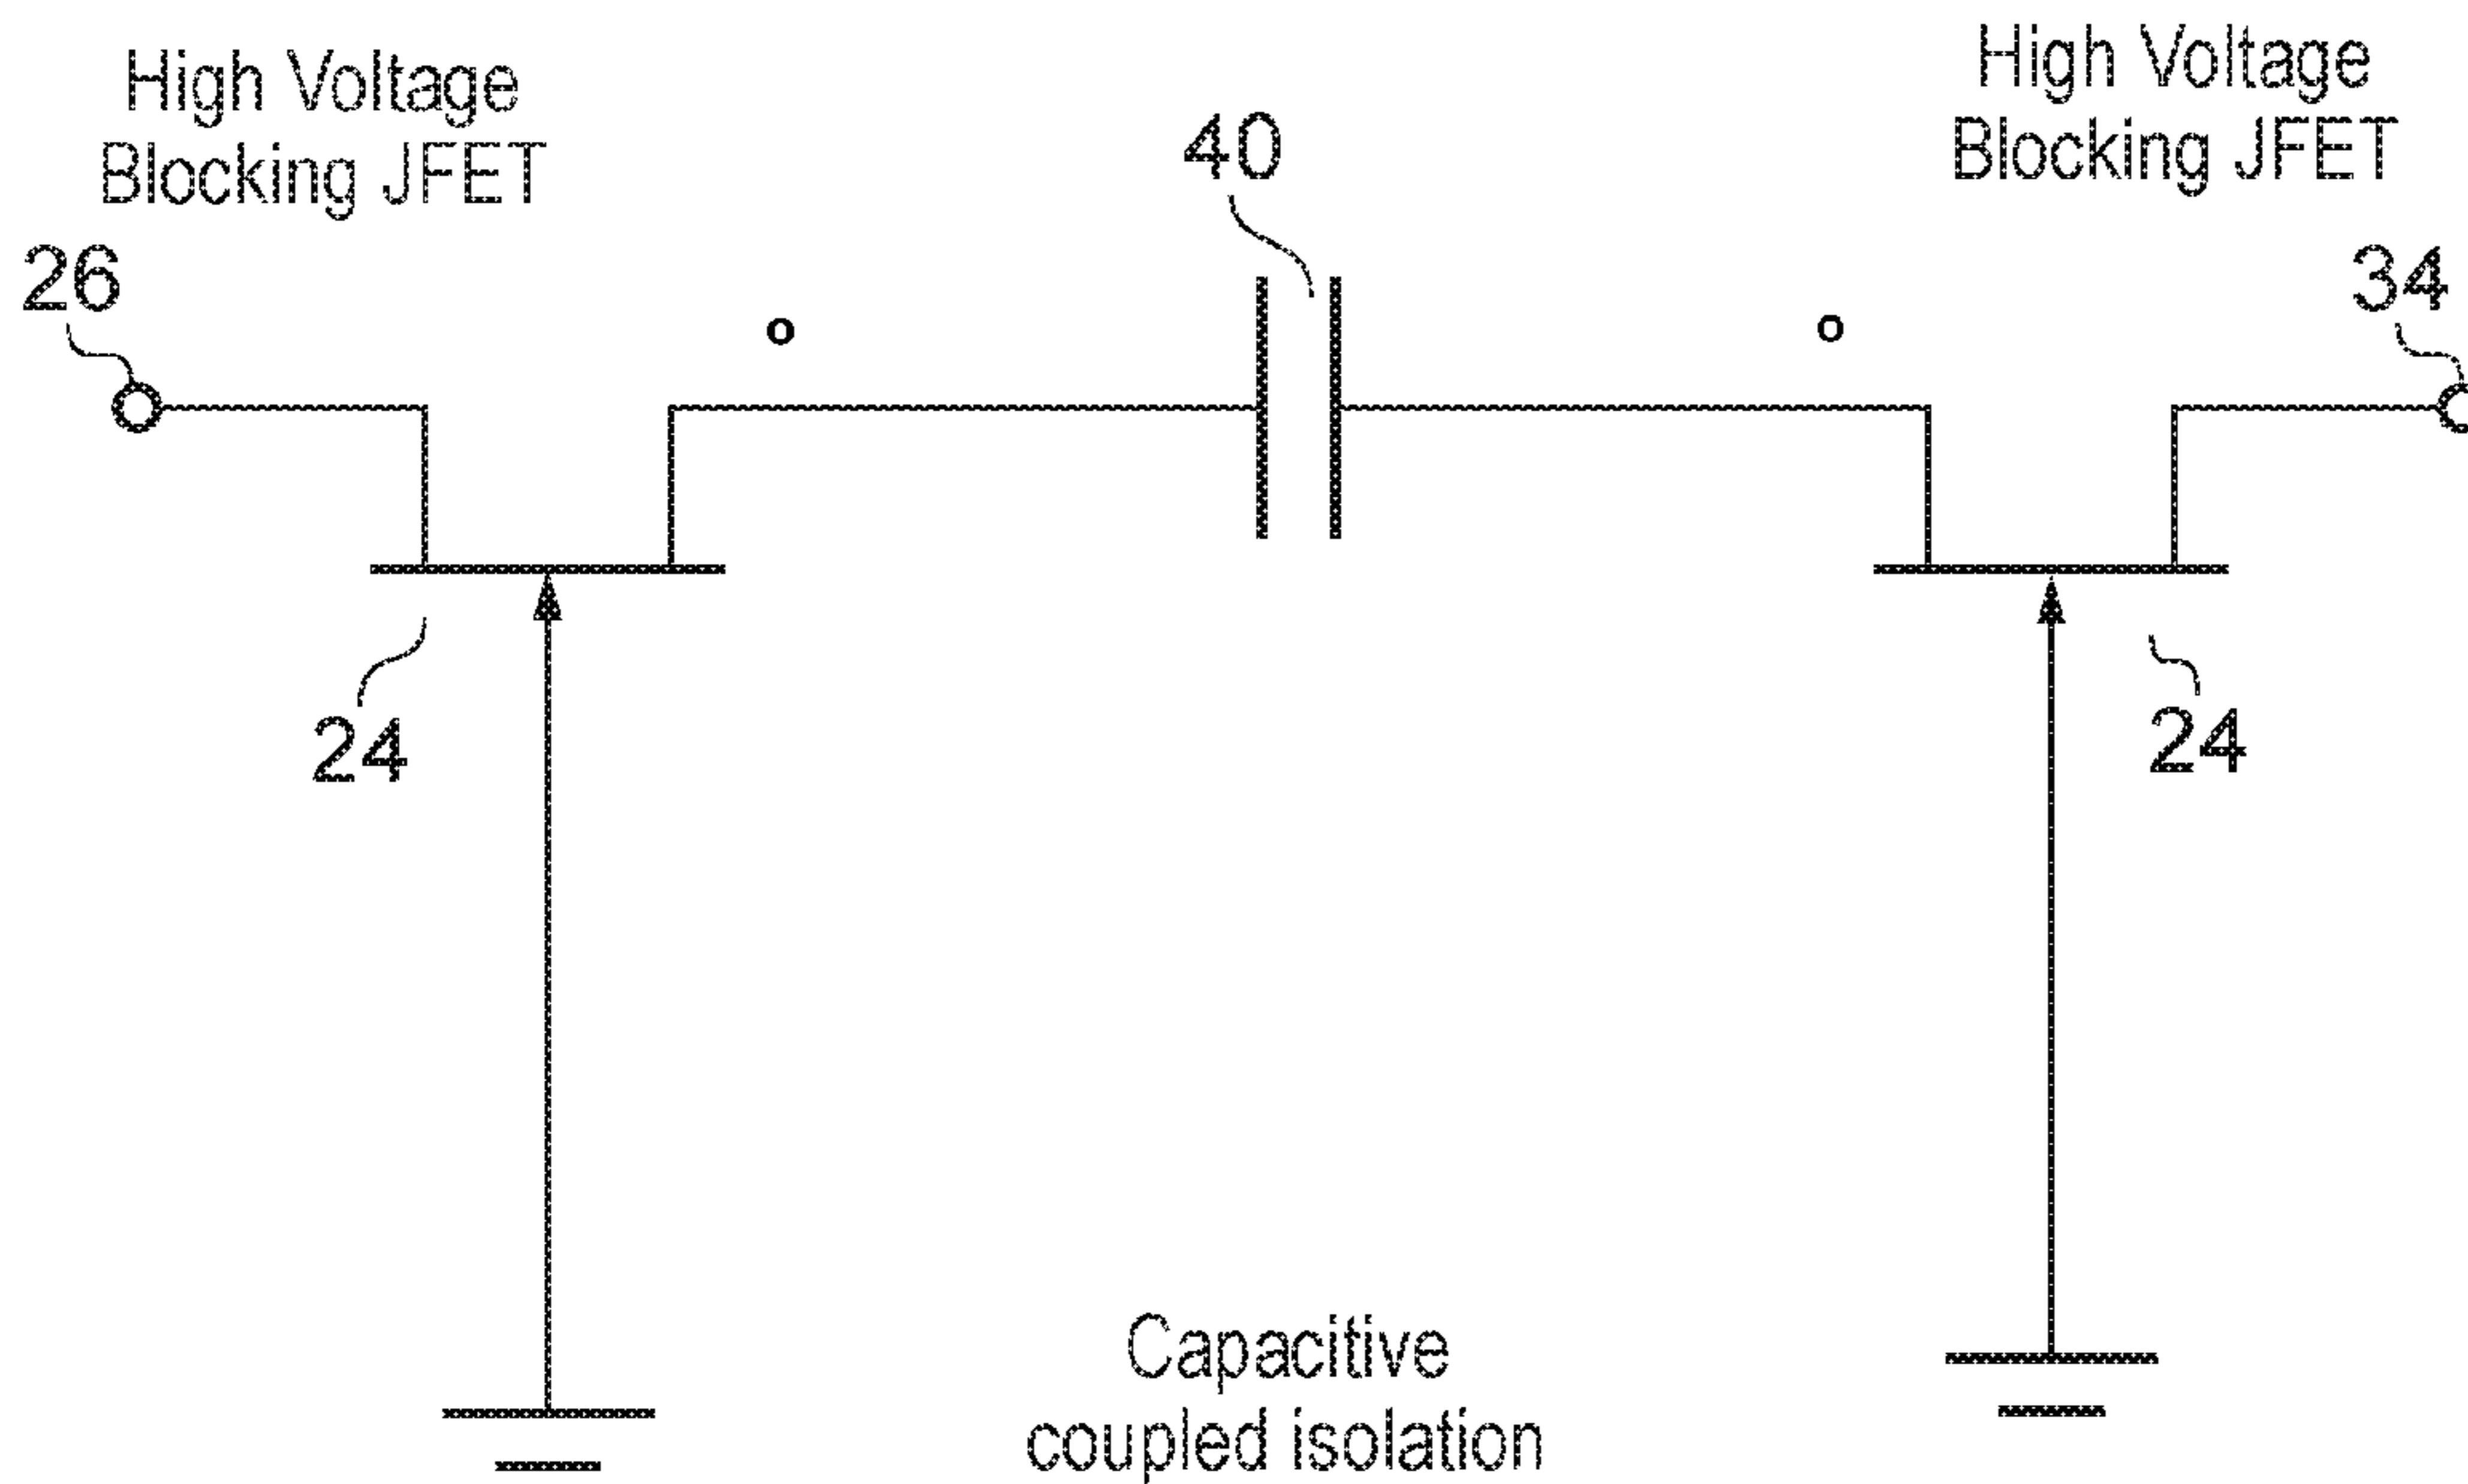 High Voltage
Blocking JFET
High Voltage
Blocking JFET
40
26
34
24
24
Capacitive
coupled isolation